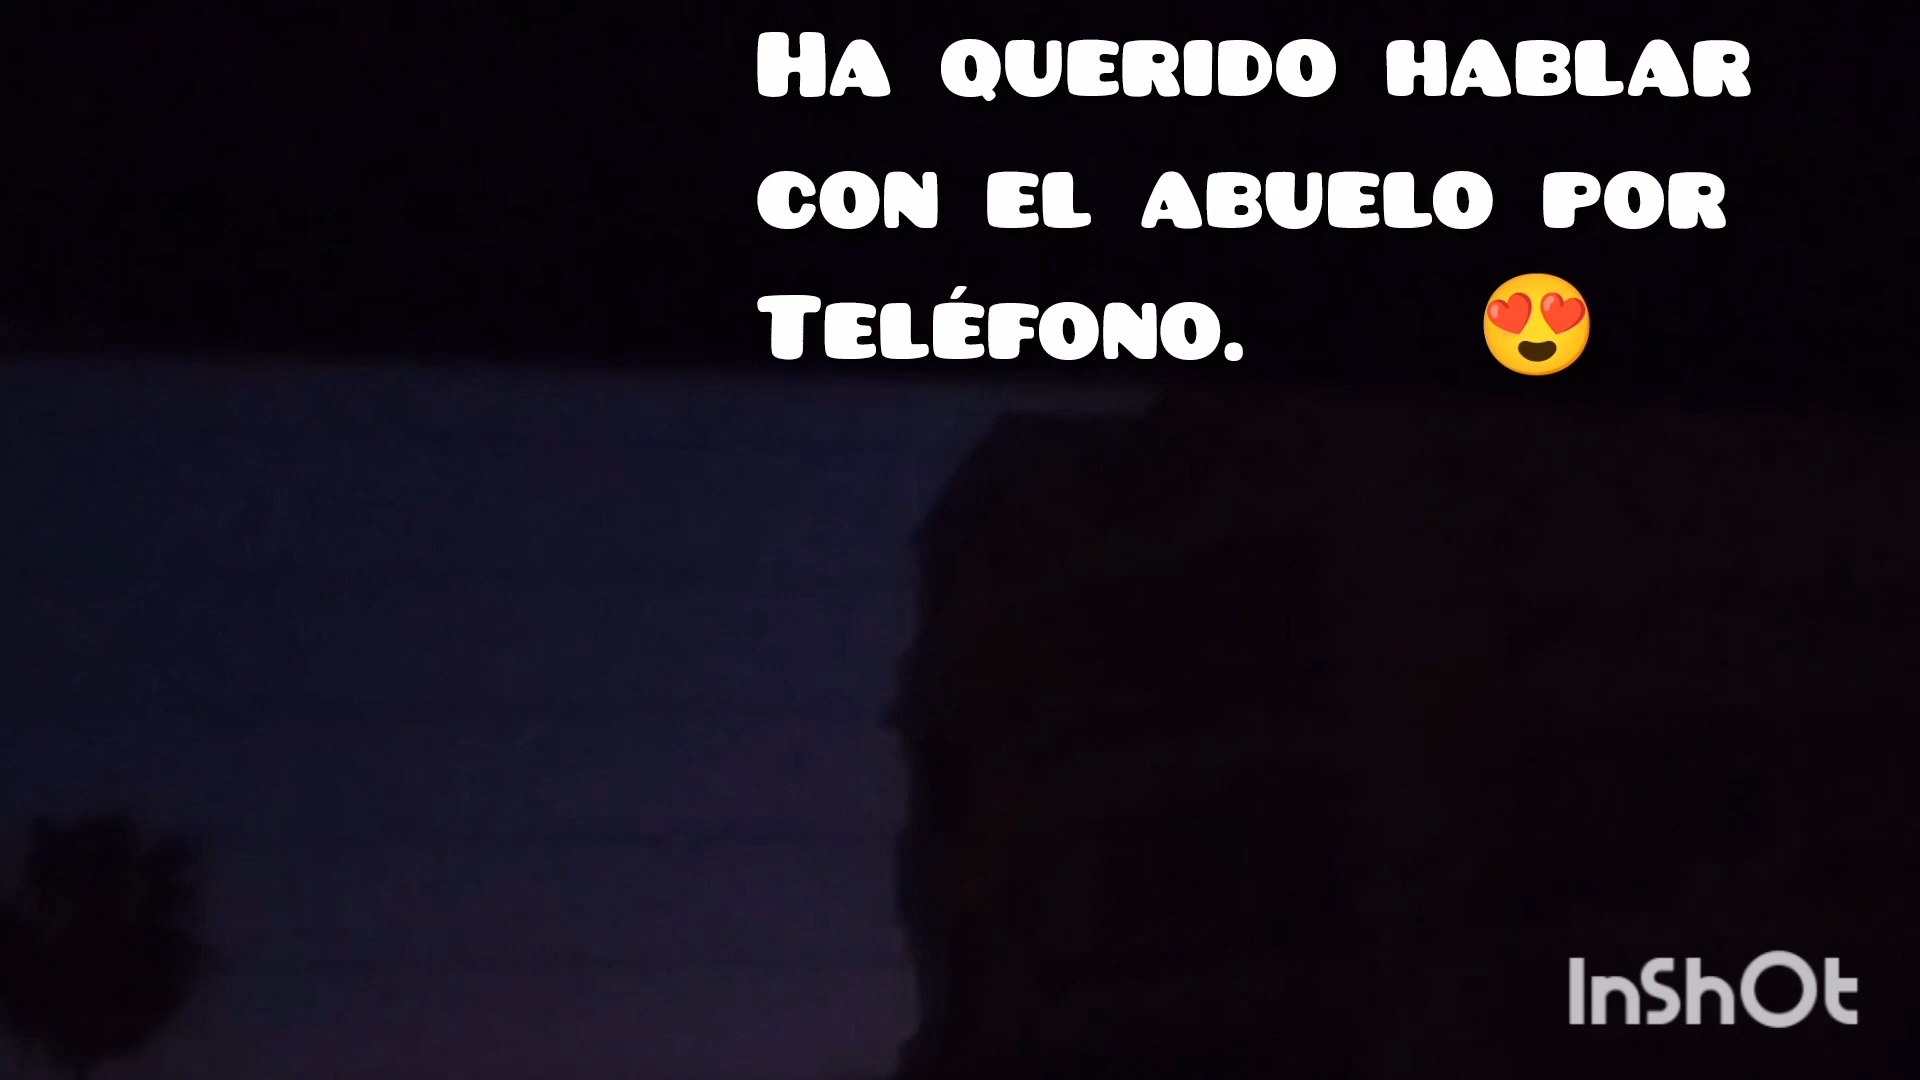 Ha querido hablar
con el abuelo por
Teléfono. 😍
InShOt